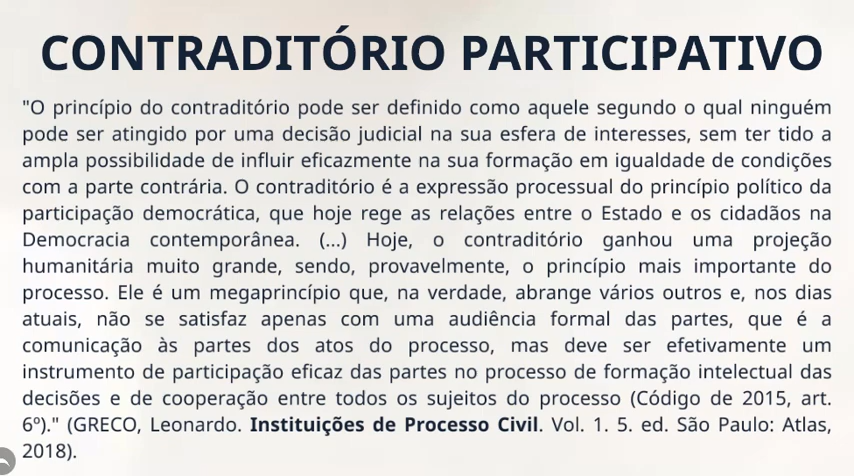 CONTRADITÓRIO PARTICIPATIVO
"O princípio do contraditório pode ser definido como aquele segundo o qual ninguém
pode ser atingido por uma decisão judicial na sua esfera de interesses, sem ter tido a
ampla possibilidade de influir eficazmente na sua formação em igualdade de condições
com a parte contrária. O contraditório é a expressão processual do princípio político da
participação democrática, que hoje rege as relações entre o Estado e os cidadãos na
Democracia contemporânea. (...) Hoje, o contraditório ganhou uma projeção
humanitária muito grande, sendo, provavelmente, o princípio mais importante do
processo. Ele é um megaprincípio que, na verdade, abrange vários outros e, nos dias
atuais, não se satisfaz apenas com uma audiência formal das partes, que é a
comunicação às partes dos atos do processo, mas deve ser efetivamente um
instrumento de participação eficaz das partes no processo de formação intelectual das
decisões e de cooperação entre todos os sujeitos do processo (Código de 2015, art.
6º)." (GRECO, Leonardo. Instituições de Processo Civil. Vol. 1. 5. ed. São Paulo: Atlas,
2018).